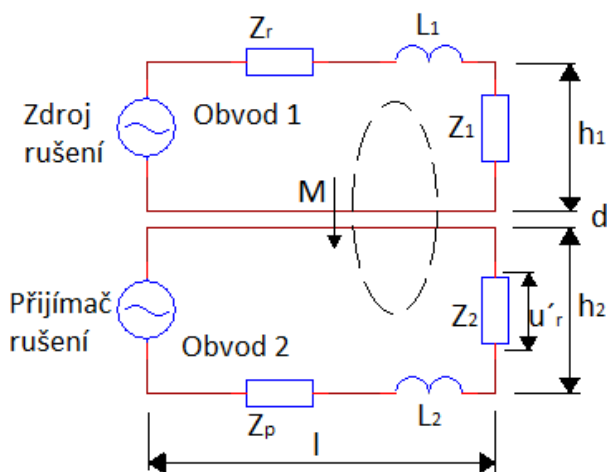 Zr
L1
Zdroj
rušení
Obvod 1
Z1
h1
M
d
Přijímač
rušení
Obvod 2
Z2
u´r
h2
Zp
L2
l